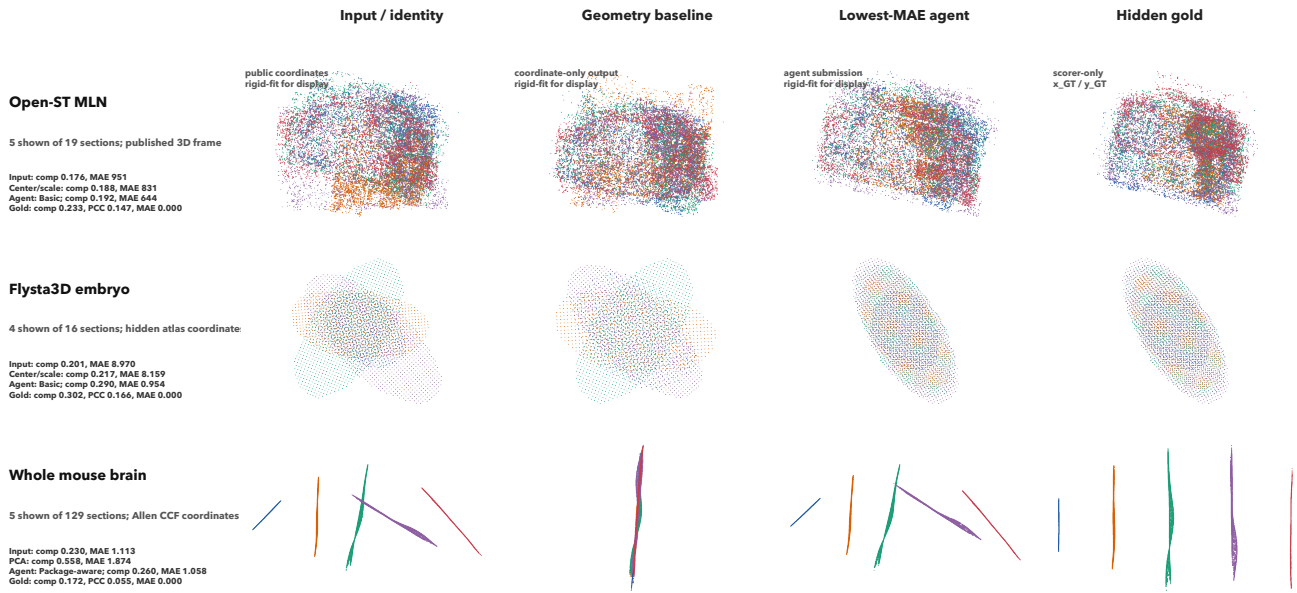 Input / identity
Geometry baseline
Lowest-MAE agent
Hidden gold
Open-ST MLN
5 shown of 19 sections; published 3D frame
Input: comp 0.176, MAE 951
Center/scale: comp 0.188, MAE 831
Agent: Basic; comp 0.192, MAE 644
Gold: comp 0.233, PCC 0.147, MAE 0.000
public coordinates
rigid-fit for display
coordinate-only output
rigid-fit for display
agent submission
rigid-fit for display
scorer-only
x_GT / y_GT
Flysta3D embryo
4 shown of 16 sections; hidden atlas coordinate
Input: comp 0.201, MAE 8.970
Center/scale: comp 0.217, MAE 8.159
Agent: Basic; comp 0.290, MAE 0.954
Gold: comp 0.302, PCC 0.166, MAE 0.000
Whole mouse brain
5 shown of 129 sections; Allen CCF coordinates
Input: comp 0.230, MAE 1.113
PCA: comp 0.558, MAE 1.874
Agent: Package-aware; comp 0.260, MAE 1.058
Gold: comp 0.172, PCC 0.055, MAE 0.000